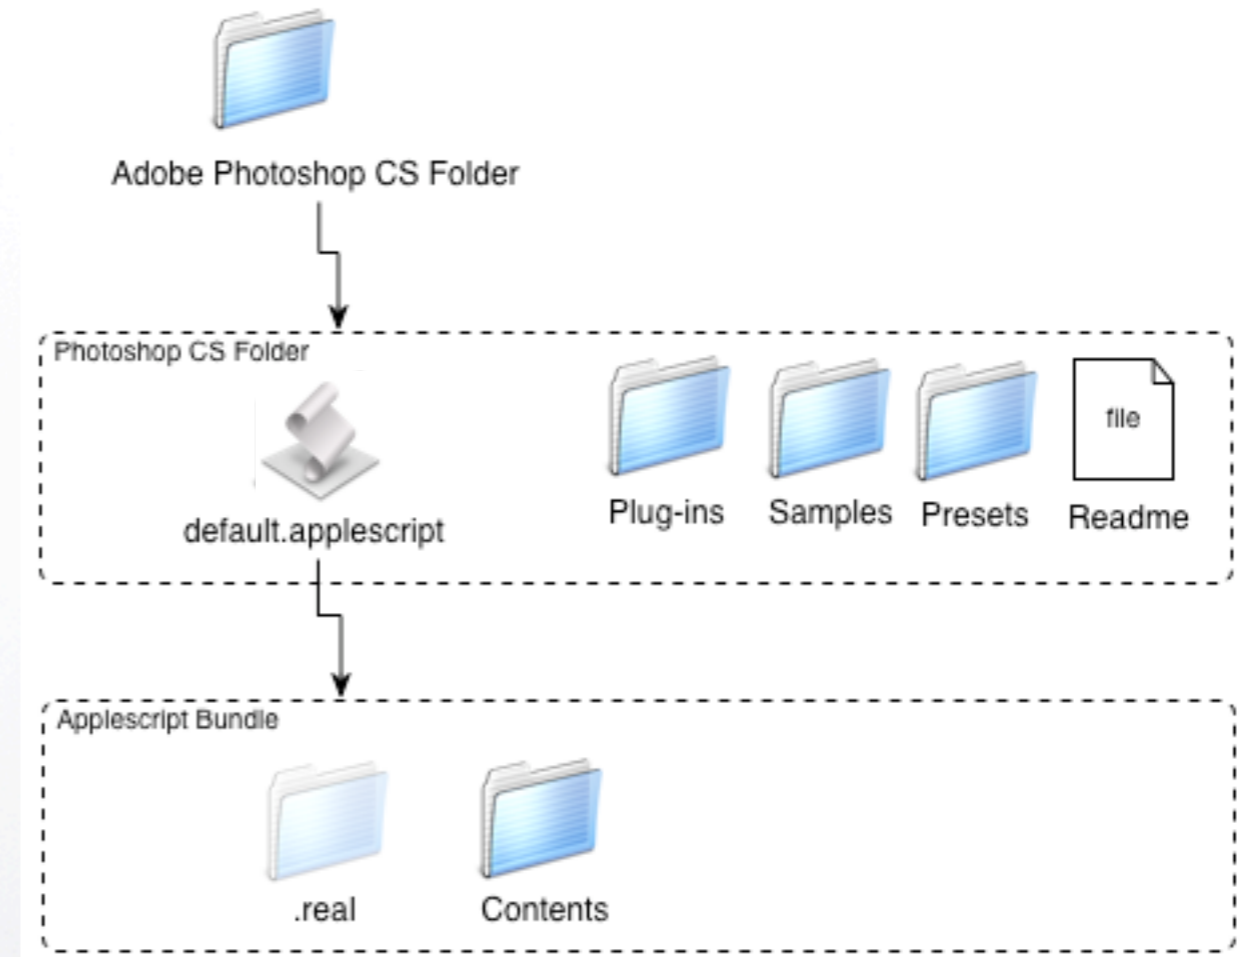 Adobe Photoshop CS Folder
Photoshop CS Folder
file
default.applescript
Plug-ins
Samples
Presets
Readme
Applescript Bundle
.real
Contents